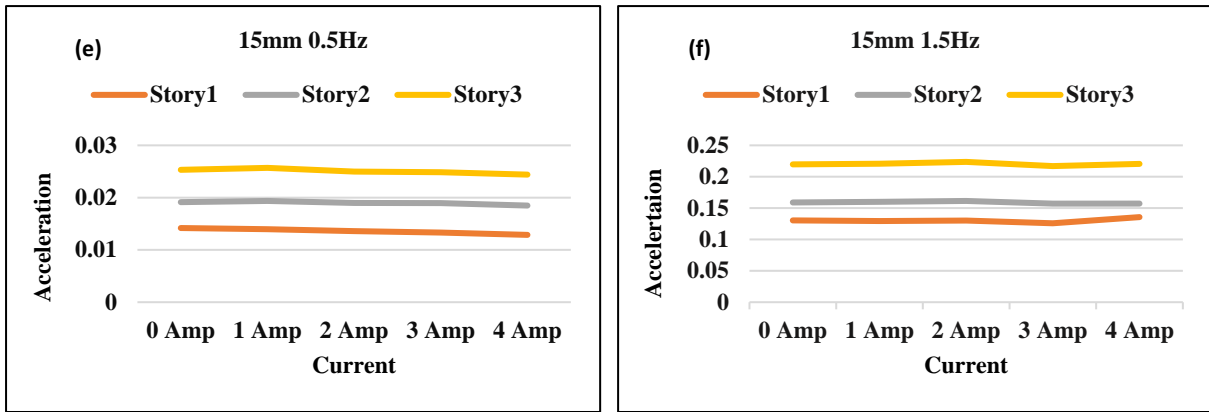 (e)
15mm 0.5Hz
Story1 Story2 Story3
0.03
0.02
0.01
0
Acceleration
0 Amp 1 Amp 2 Amp 3 Amp 4 Amp
Current
(f)
15mm 1.5Hz
Story1 Story2 Story3
0.25
0.2
0.15
0.1
0.05
0
Accelertaion
0 Amp 1 Amp 2 Amp 3 Amp 4 Amp
Current